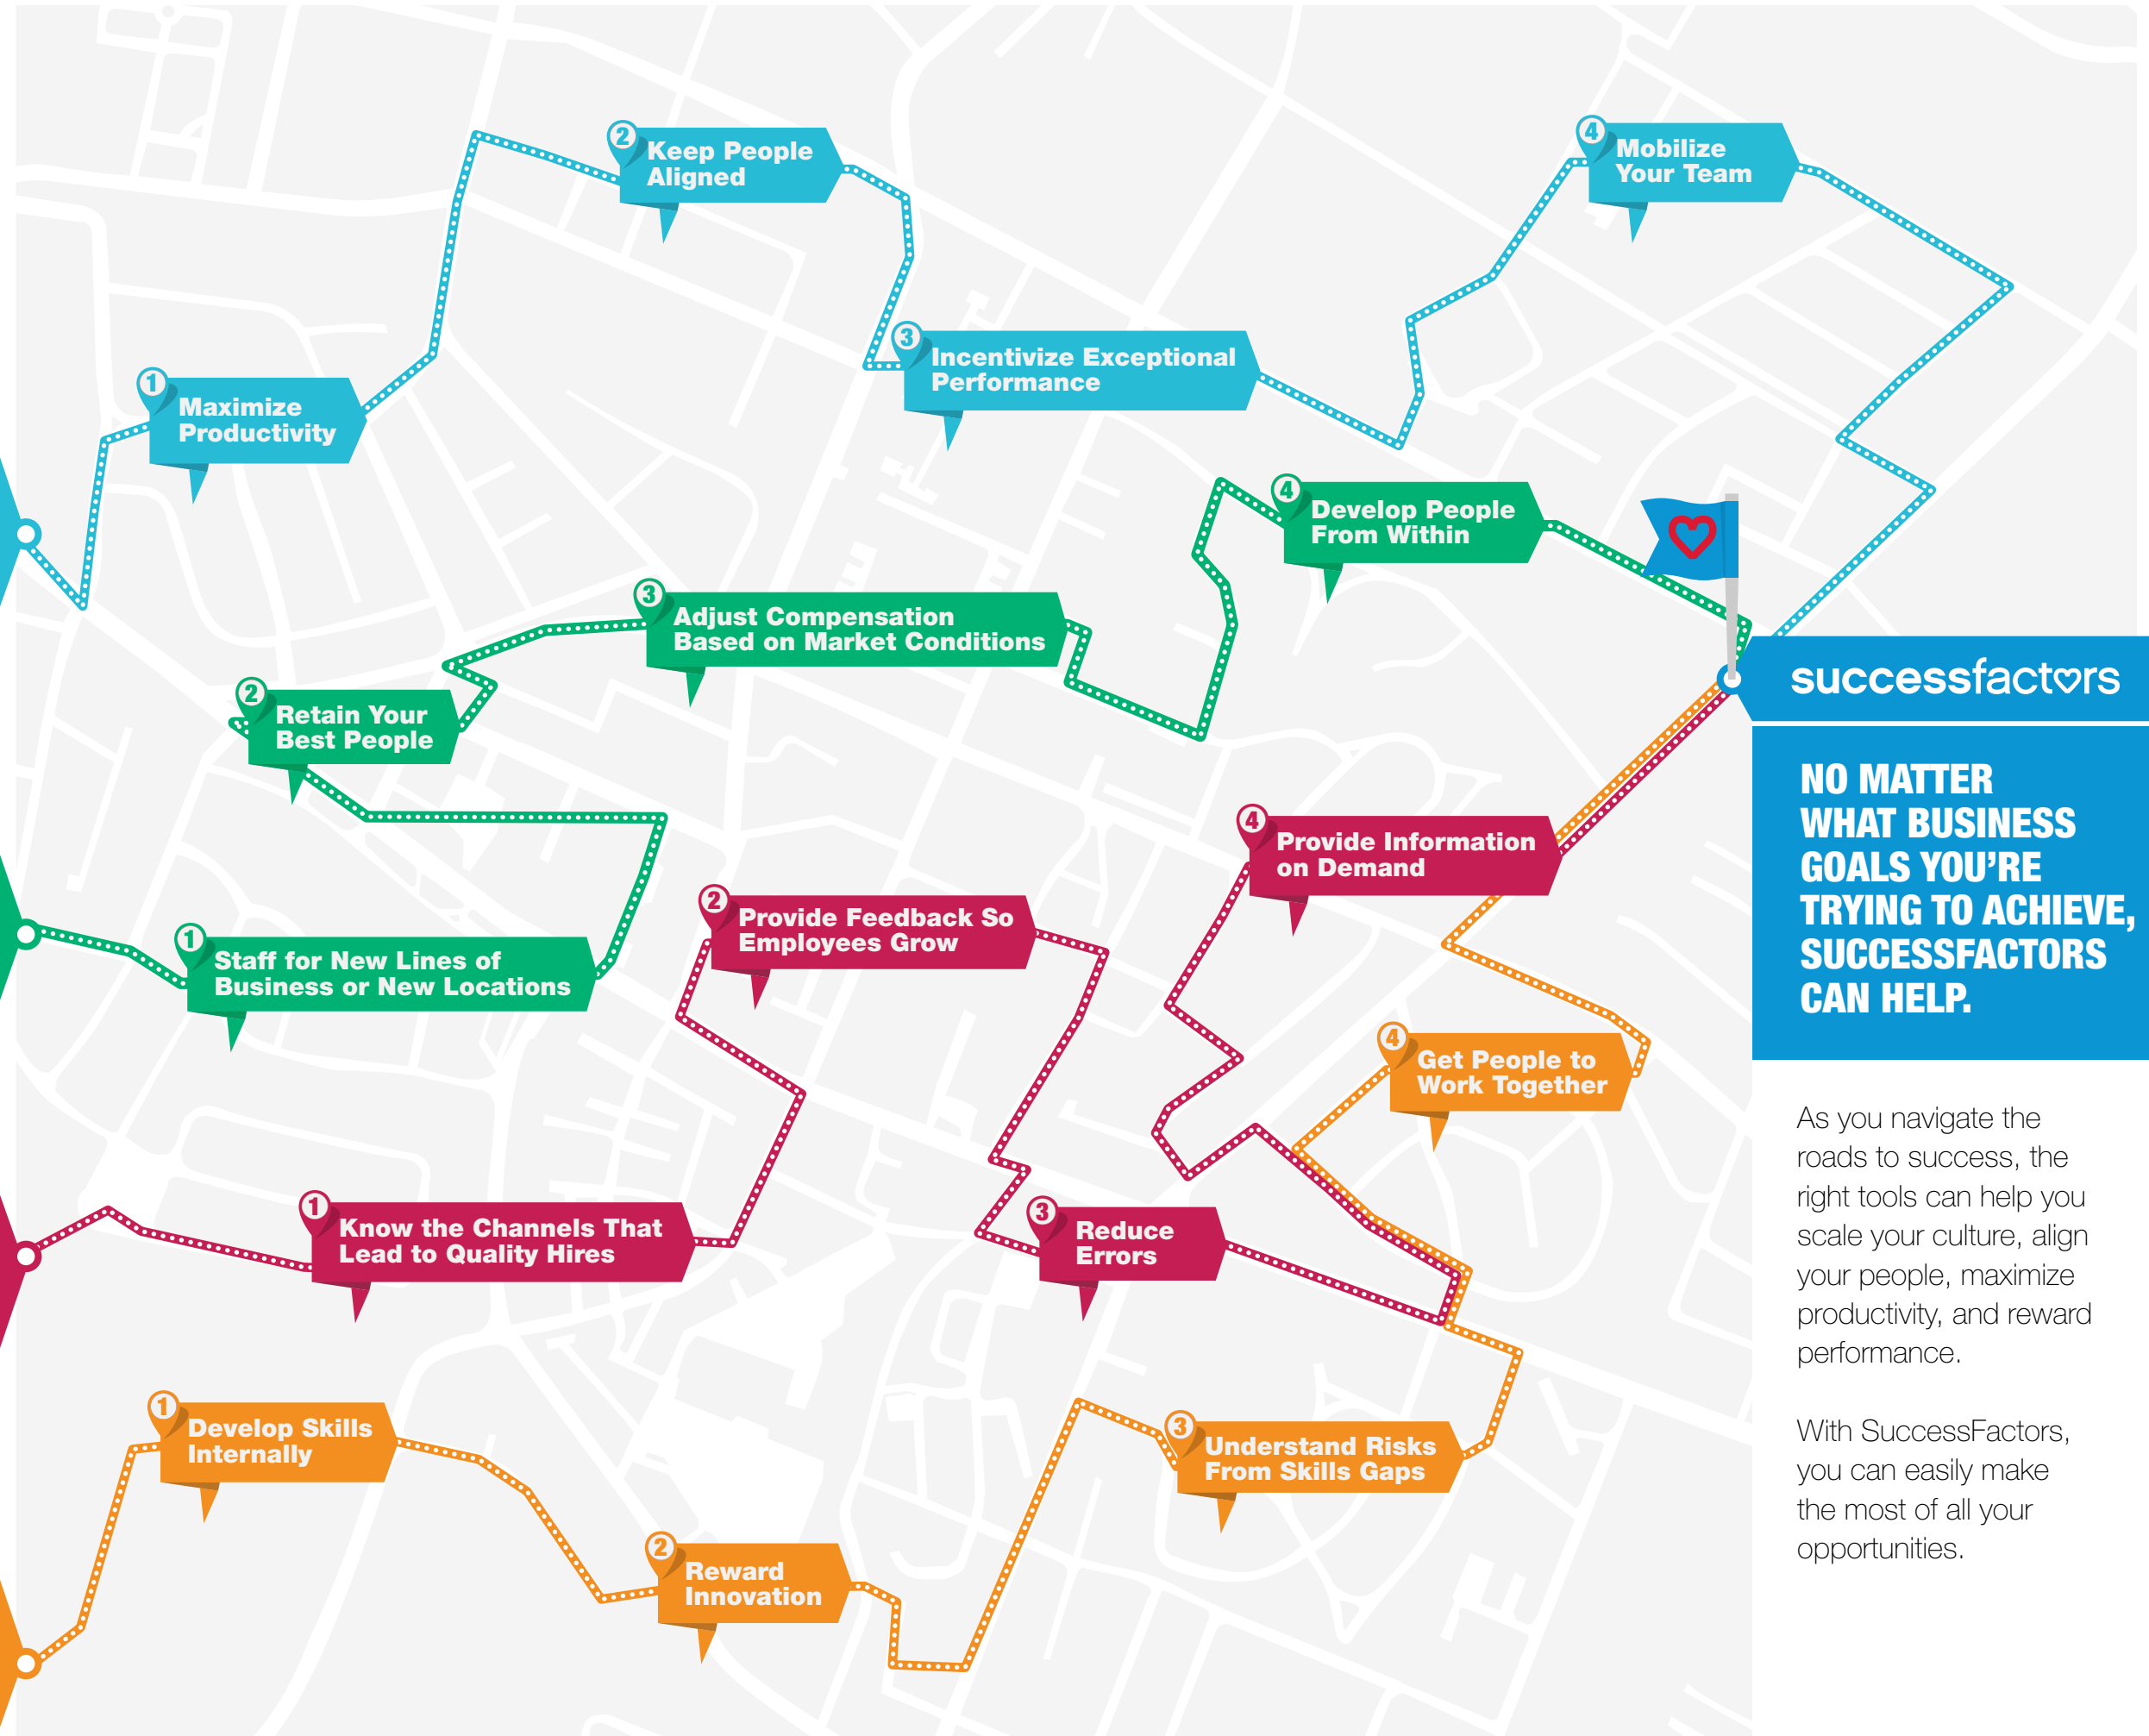 2
Keep People
Aligned
4
Mobilize
Your Team
3
Incentivize Exceptional
Performance
1
Maximize
Productivity
4
Develop People
From Within
3
Adjust Compensation
Based on Market Conditions
2
Retain Your
Best People
1
Staff for New Lines of
Business or New Locations
4
Provide Information
on Demand
2
Provide Feedback So
Employees Grow
3
Reduce
Errors
1
Know the Channels That
Lead to Quality Hires
4
Get People to
Work Together
1
Develop Skills
Internally
3
Understand Risks
From Skills Gaps
2
Reward
Innovation
successfactors
NO MATTER
WHAT BUSINESS
GOALS YOU’RE
TRYING TO ACHIEVE,
SUCCESSFACTORS
CAN HELP.
As you navigate the
roads to success, the
right tools can help you
scale your culture, align
your people, maximize
productivity, and reward
performance.
With SuccessFactors,
you can easily make
the most of all your
opportunities.